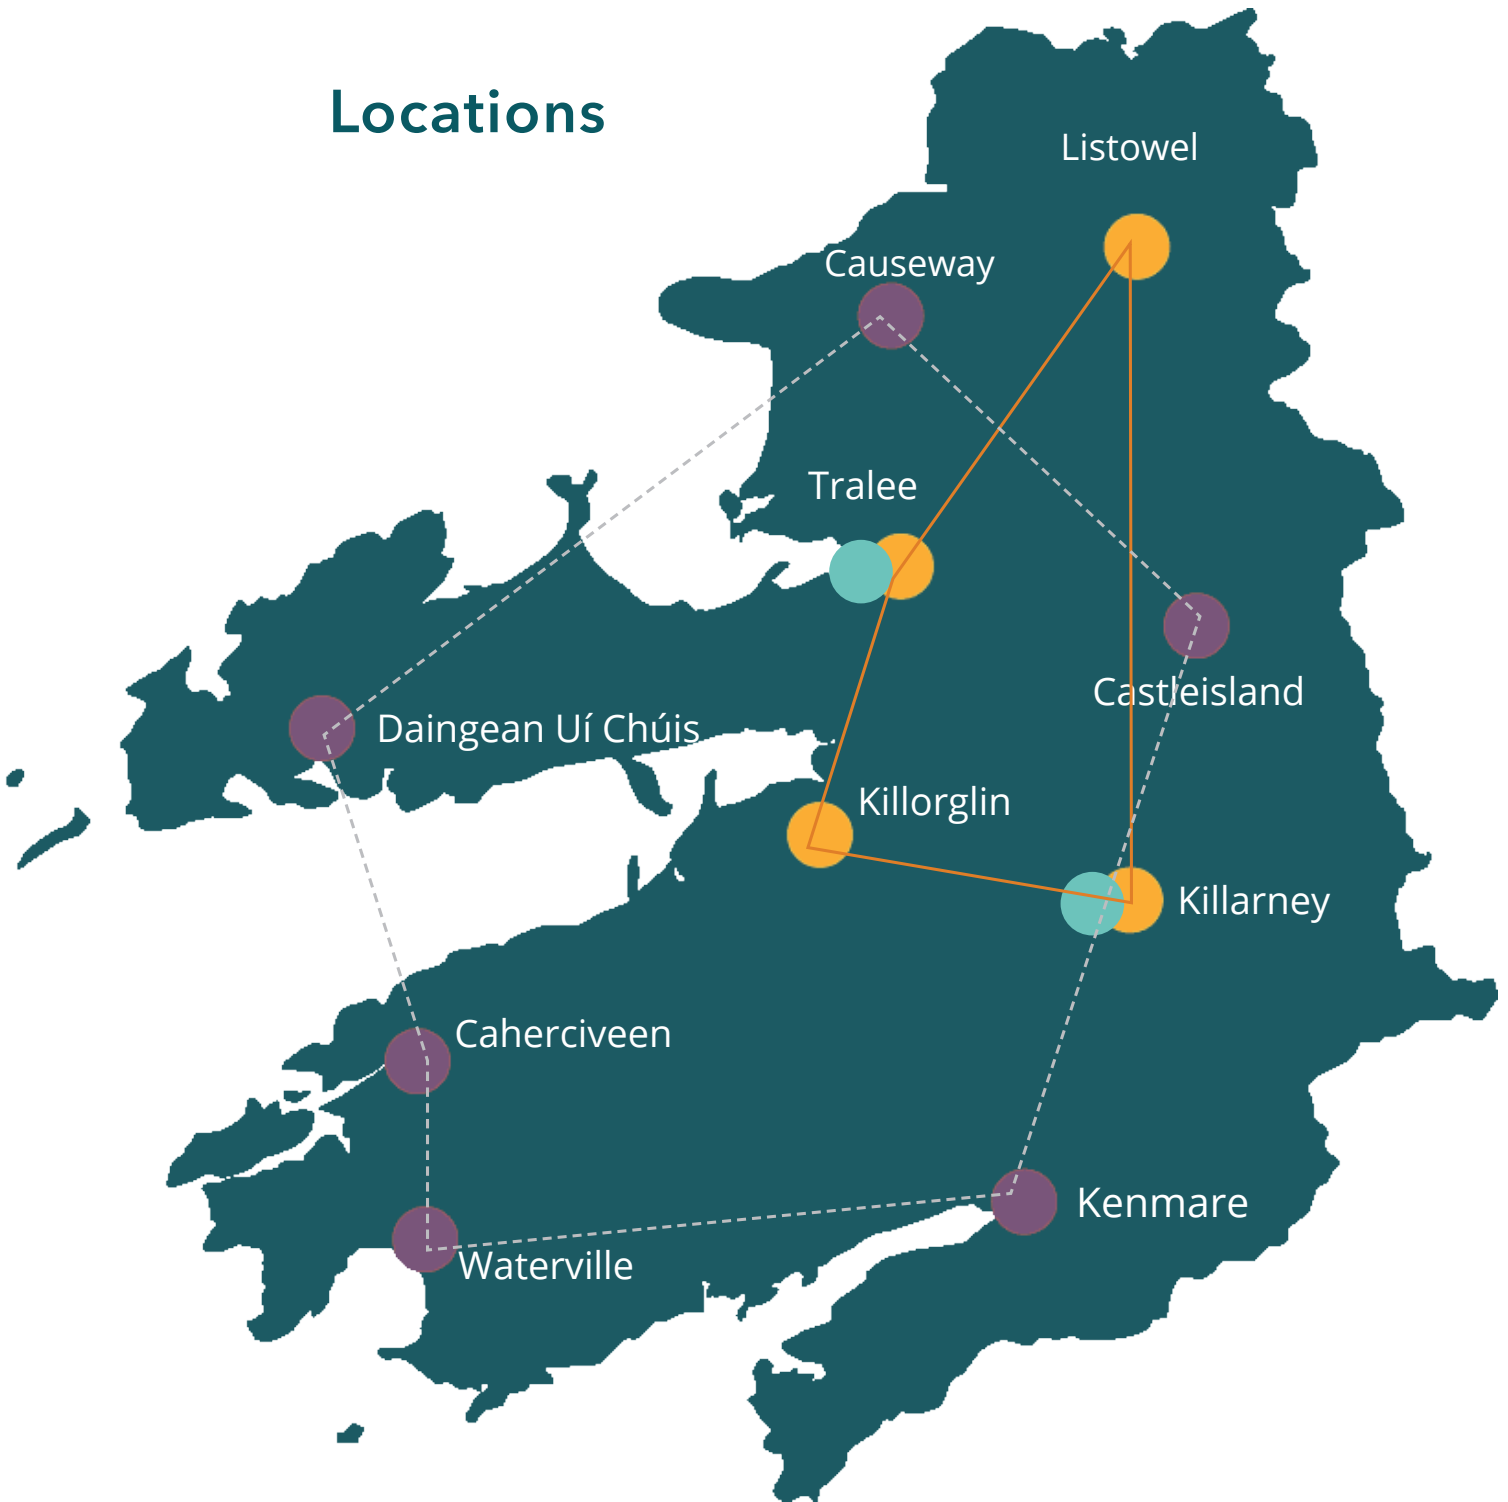 Locations
Listowel
Causeway
Tralee
Castleisland
Daingean Uí Chúis
Killorglin
Killarney
Caherciveen
Kenmare
Waterville